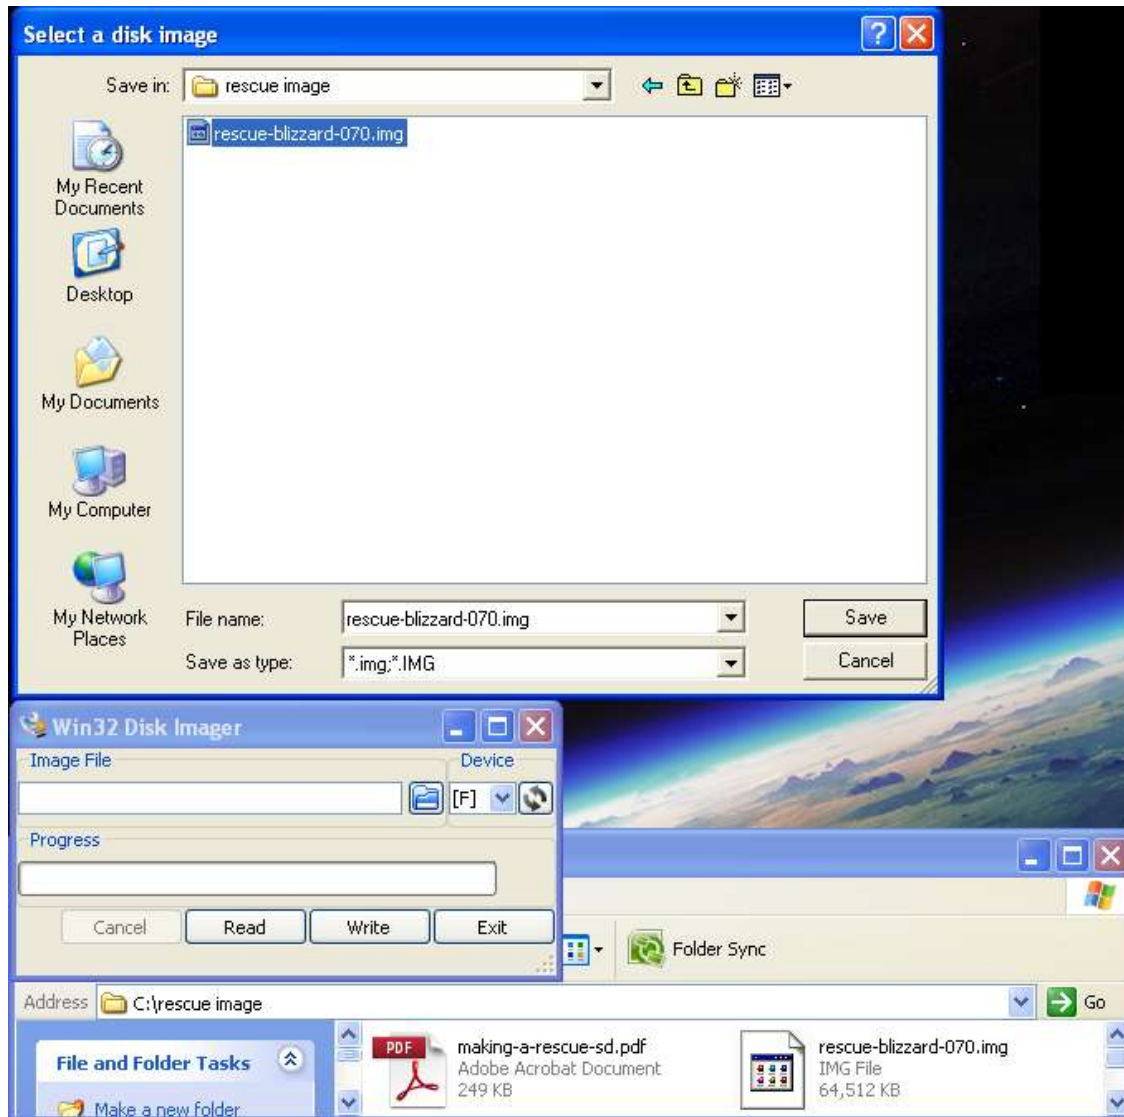 Select a disk image
Save in:
rescue image
rescue-blizzard-070.img
My Recent
Documents
Desktop
My Documents
My Computer
My Network
Places
File name:
rescue-blizzard-070.img
Save
Save as type:
*.img;*.IMG
Cancel
Win32 Disk Imager
Image File
Device
[F]
Progress
Cancel
Read
Write
Exit
Folder Sync
Address
C:\rescue image
Go
File and Folder Tasks
Make a new folder
PDF
making-a-rescue-sd.pdf
Adobe Acrobat Document
249 KB
rescue-blizzard-070.img
IMG File
64,512 KB